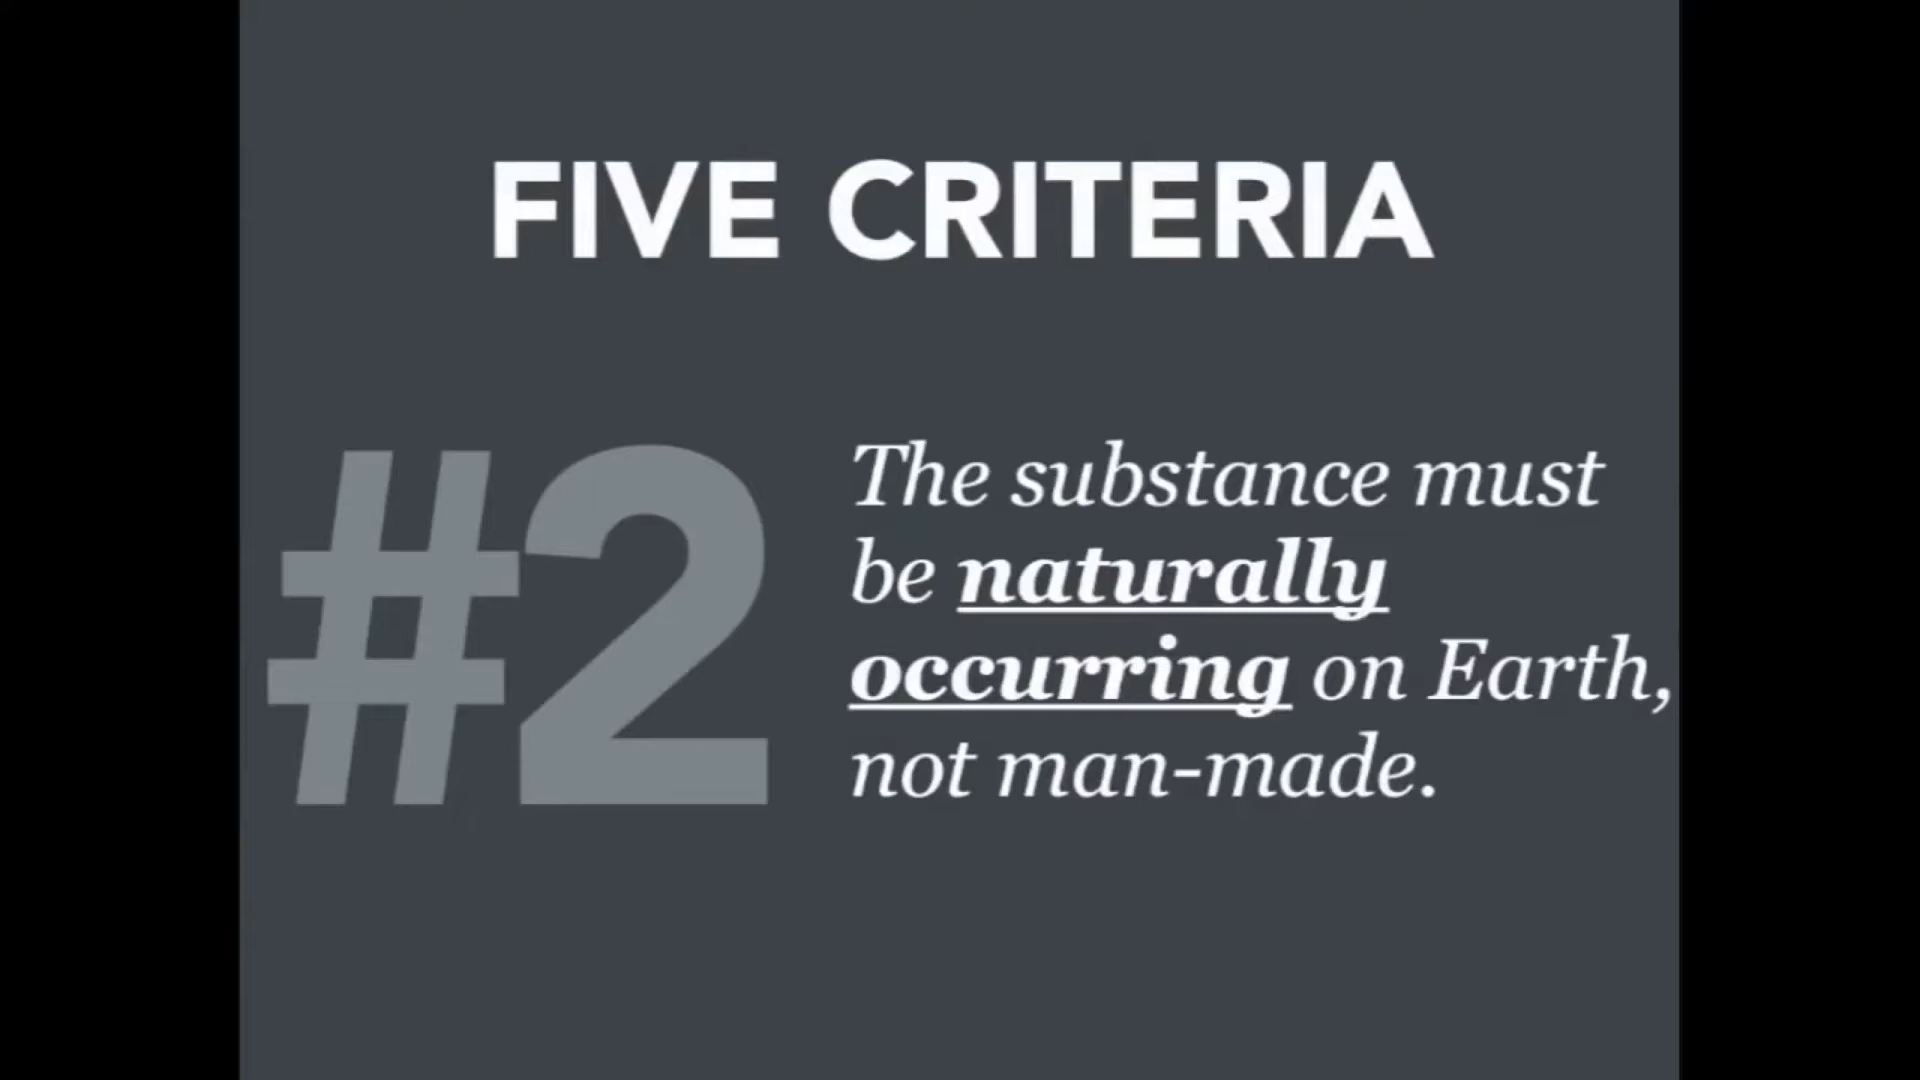 FIVE CRITERIA
#2
The substance must
be naturally
occurring on Earth,
not man-made.